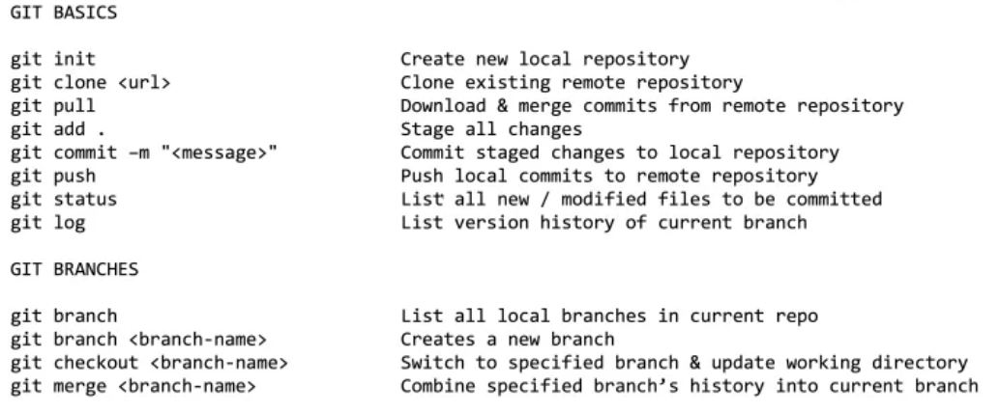 GIT BASICS
git init Create new local repository
git clone <url> Clone existing remote repository
git pull Download & merge commits from remote repository
git add . Stage all changes
git commit –m "<message>" Commit staged changes to local repository
git push Push local commits to remote repository
git status List all new / modified files to be committed
git log List version history of current branch
GIT BRANCHES
git branch List all local branches in current repo
git branch <branch-name> Creates a new branch
git checkout <branch-name> Switch to specified branch & update working directory
git merge <branch-name> Combine specified branch’s history into current branch